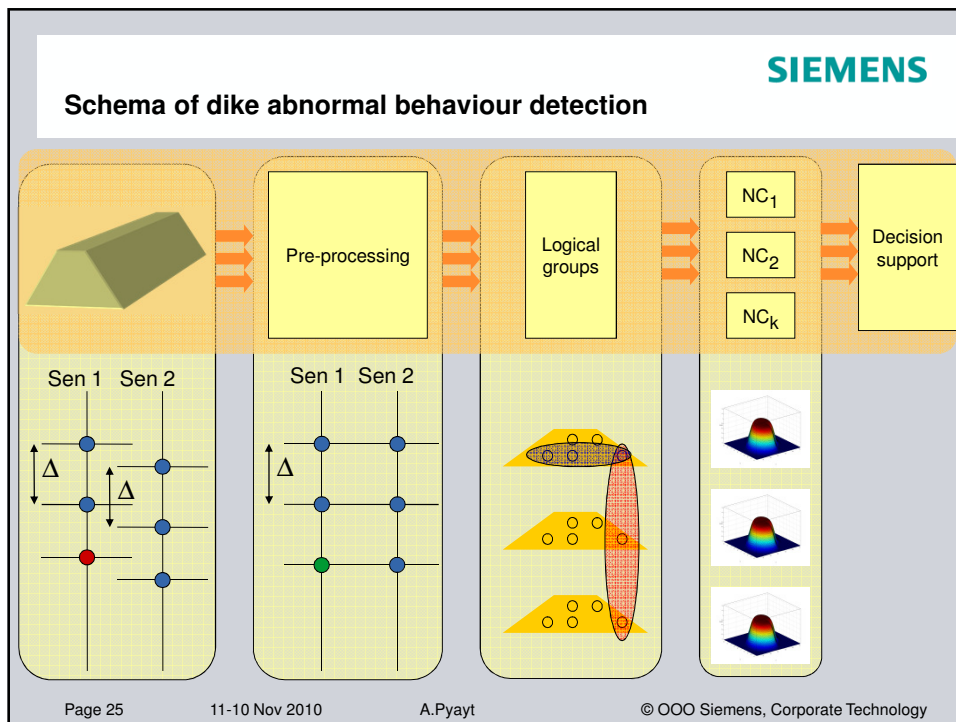 SIEMENS
Schema of dike abnormal behaviour detection
Pre-processing
Logical
groups
NC1
NC2
NCk
Decision
support
Sen 1 Sen 2
Δ
Δ
Sen 1 Sen 2
Δ
Page 25 11-10 Nov 2010 A.Pyayt © OOO Siemens, Corporate Technology